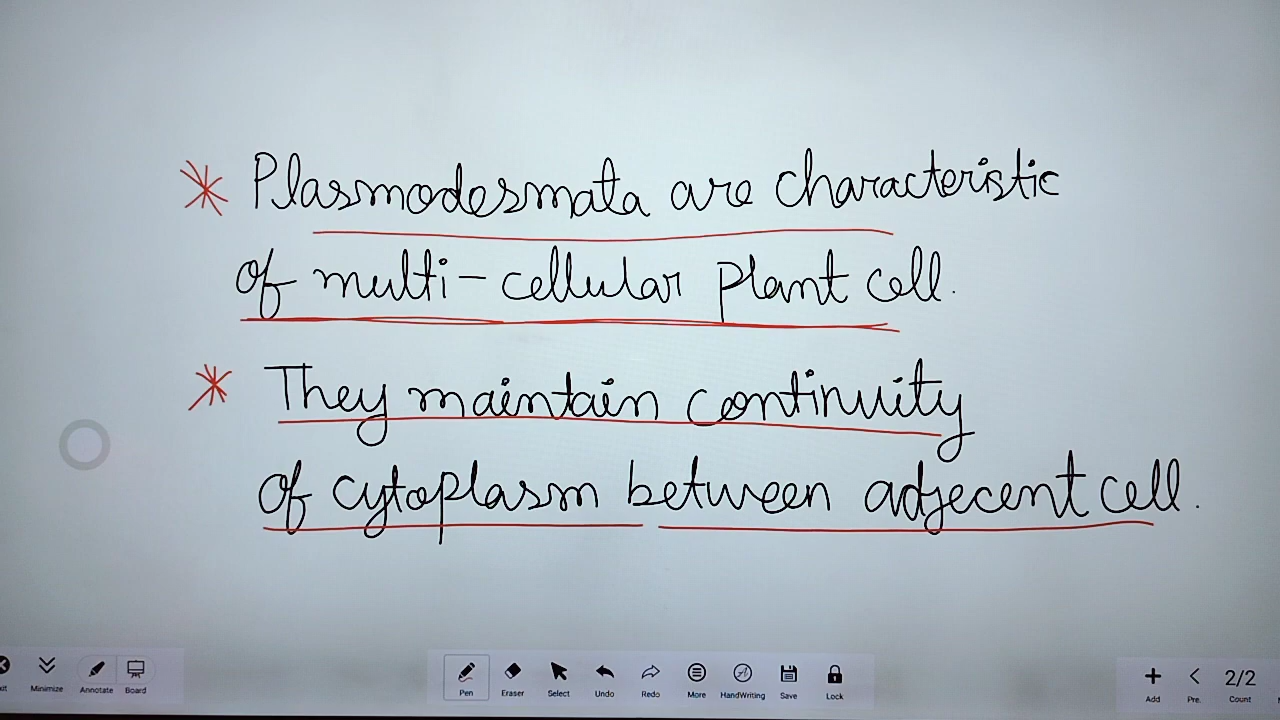 * Plasmodesmata are characteristic
of multi-cellular plant cell.
* They maintain continuity
of cytoplasm between adjecent cell.
Minimize
Annotate
Board
Pen
Eraser
Select
Undo
Redo
More
HandWriting
Save
Lock
Add
Pre.
2/2
Count